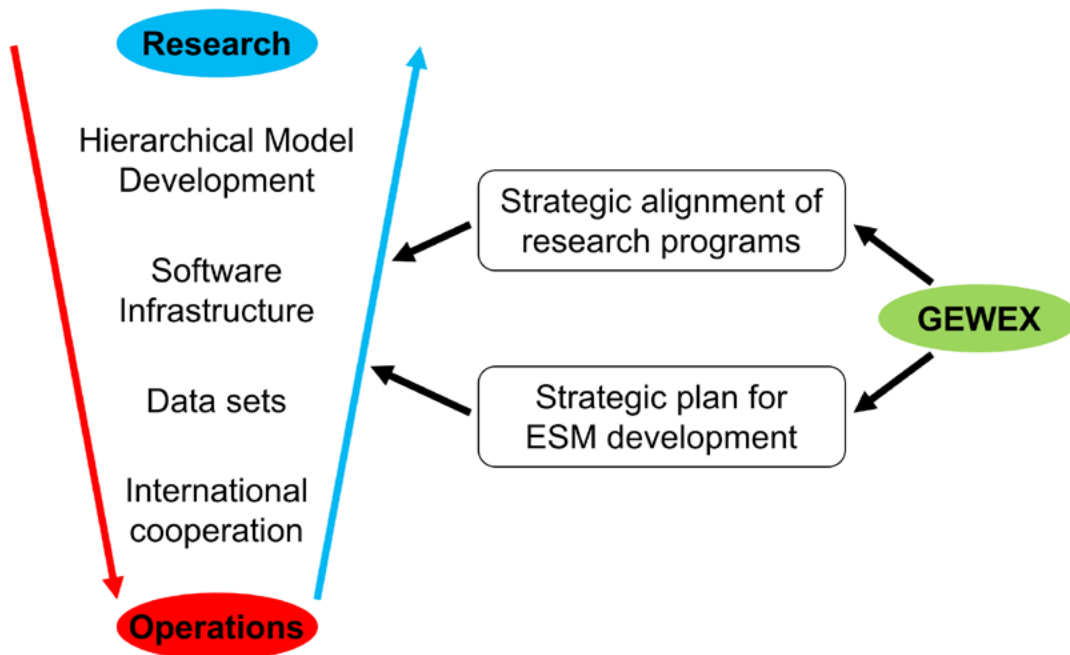 Research
Hierarchical Model
Development
Software
Infrastructure
Data sets
International
cooperation
Operations
Strategic alignment of
research programs
Strategic plan for
ESM development
GEWEX